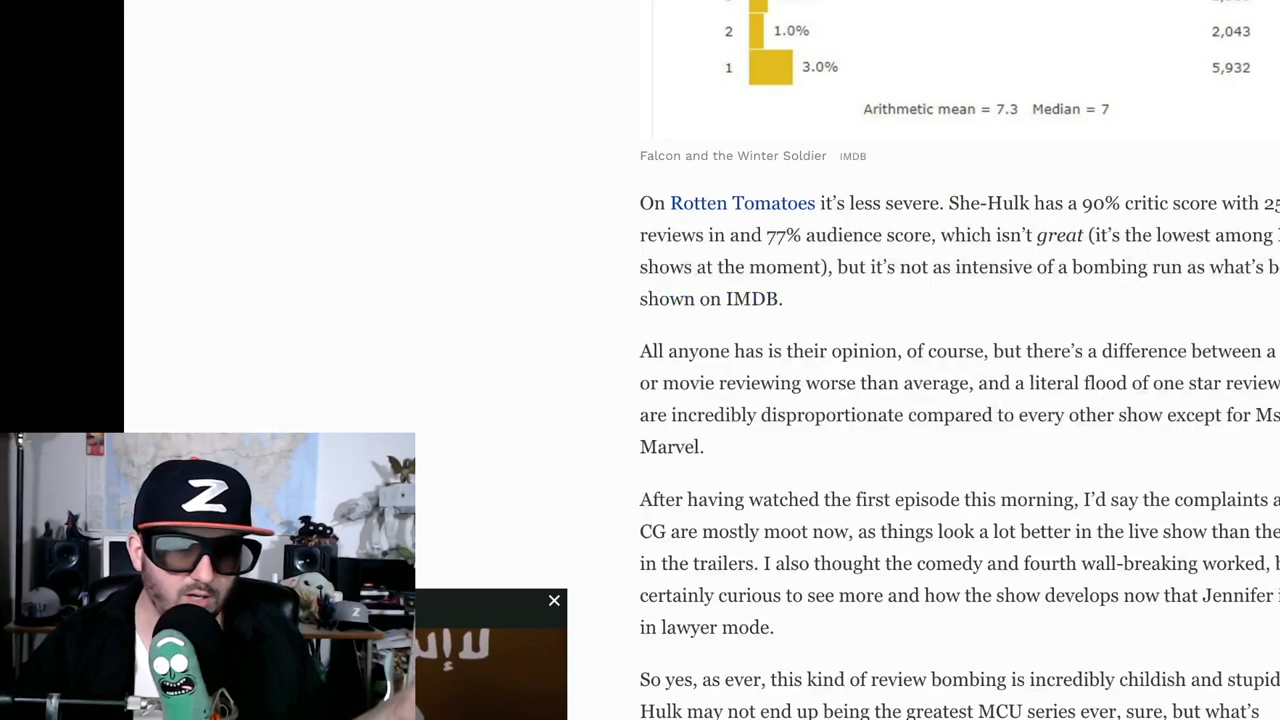 2 1.0% 2,043
1 3.0% 5,932
Arithmetic mean = 7.3 Median = 7
Falcon and the Winter Soldier IMDB
On Rotten Tomatoes it’s less severe. She-Hulk has a 90% critic score with
reviews in and 77% audience score, which isn’t great (it’s the lowest among
shows at the moment), but it’s not as intensive of a bombing run as what’s
shown on IMDB.
All anyone has is their opinion, of course, but there’s a difference between a
or movie reviewing worse than average, and a literal flood of one star
are incredibly disproportionate compared to every other show except for
Marvel.
After having watched the first episode this morning, I’d say the complaints
CG are mostly moot now, as things look a lot better in the live show than
in the trailers. I also thought the comedy and fourth wall-breaking worked,
certainly curious to see more and how the show develops now that Jennifer
in lawyer mode.
So yes, as ever, this kind of review bombing is incredibly childish and
Hulk may not end up being the greatest MCU series ever, sure, but what’s
Z
Z